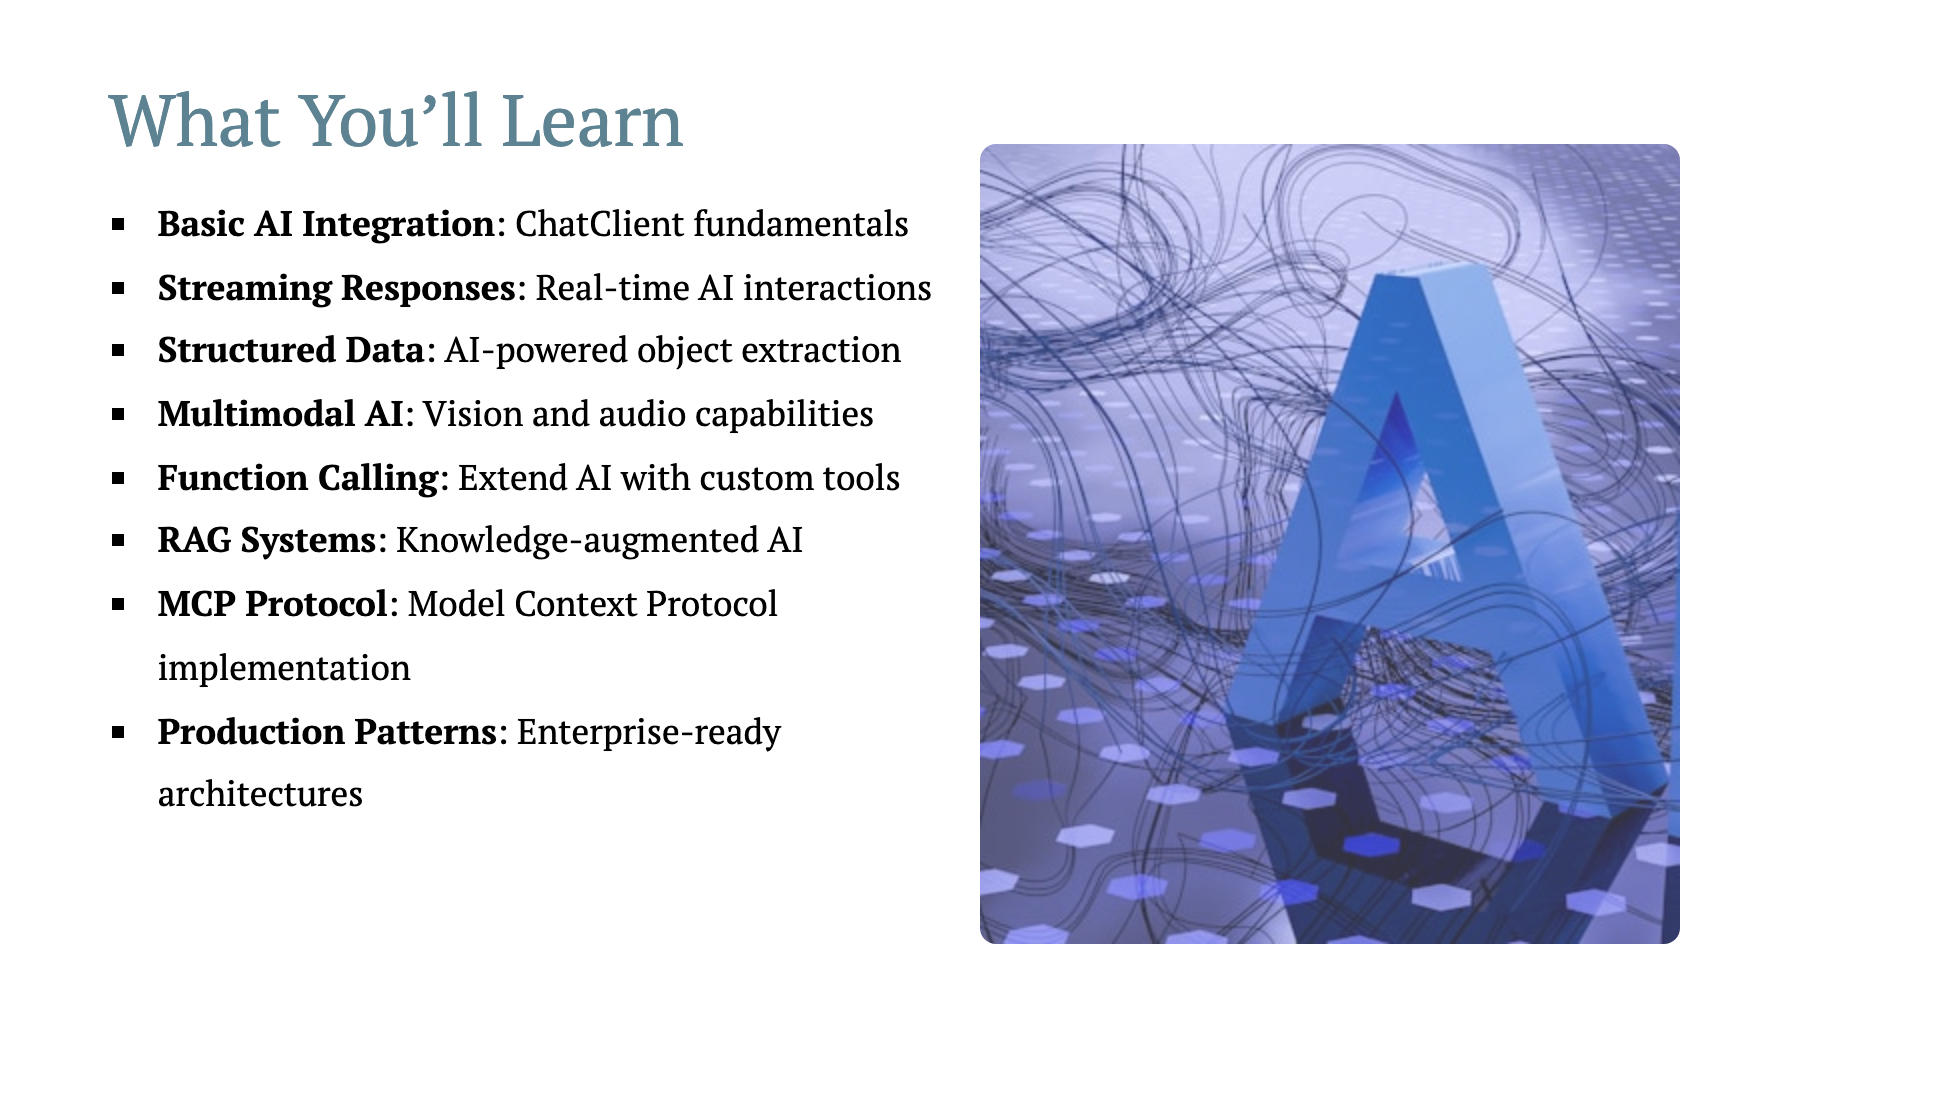 What You’ll Learn
▪ Basic AI Integration: ChatClient fundamentals
▪ Streaming Responses: Real-time AI interactions
▪ Structured Data: AI-powered object extraction
▪ Multimodal AI: Vision and audio capabilities
▪ Function Calling: Extend AI with custom tools
▪ RAG Systems: Knowledge-augmented AI
▪ MCP Protocol: Model Context Protocol
implementation
▪ Production Patterns: Enterprise-ready
architectures
A